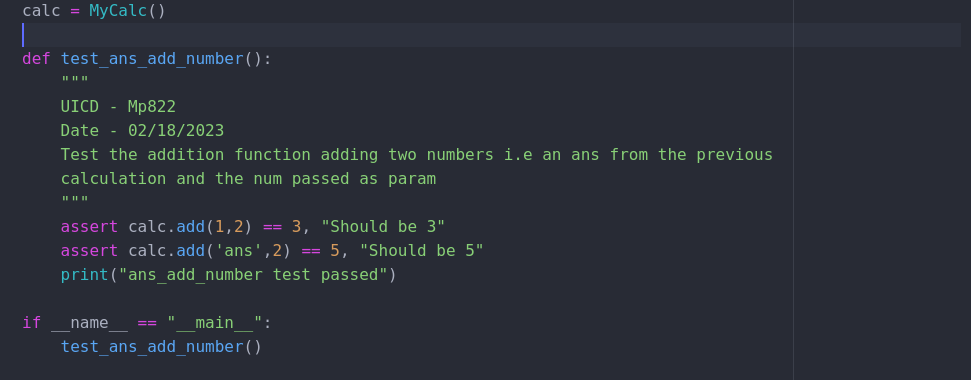 calc = MyCalc()
def test_ans_add_number():
    """
    UICD - Mp822
    Date - 02/18/2023
    Test the addition function adding two numbers i.e an ans from the previous
    calculation and the num passed as param
    """
    assert calc.add(1,2) == 3, "Should be 3"
    assert calc.add('ans',2) == 5, "Should be 5"
    print("ans_add_number test passed")
if __name__ == "__main__":
    test_ans_add_number()